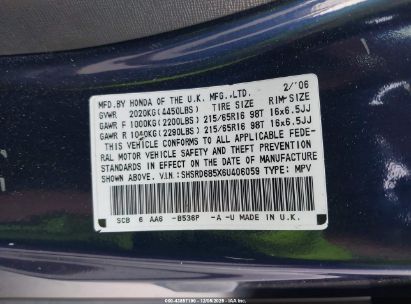 MFD.BY HONDA OF THE U.K. MFG.,LTD. 2/'06
GVWR 2020KG(4450LBS) TIRE SIZE RIM-SIZE
GAWR F 1000KG(2200LBS) 215/65R16 98T 16x6.5JJ
GAWR R 1040KG(2290LBS) 215/65R16 98T 16x6.5JJ
THIS VEHICLE CONFORMS TO ALL APPLICABLE FEDE-
RAL MOTOR VEHICLE SAFETY AND THEFT PREVENTION
STANDARDS IN EFFECT ON THE DATE OF MANUFACTURE
SHOWN ABOVE. V.I.N:SHSRD685X6U406059 TYPE: MPV
SCB 6 AA6 -B536P -A -U MADE IN U.K.